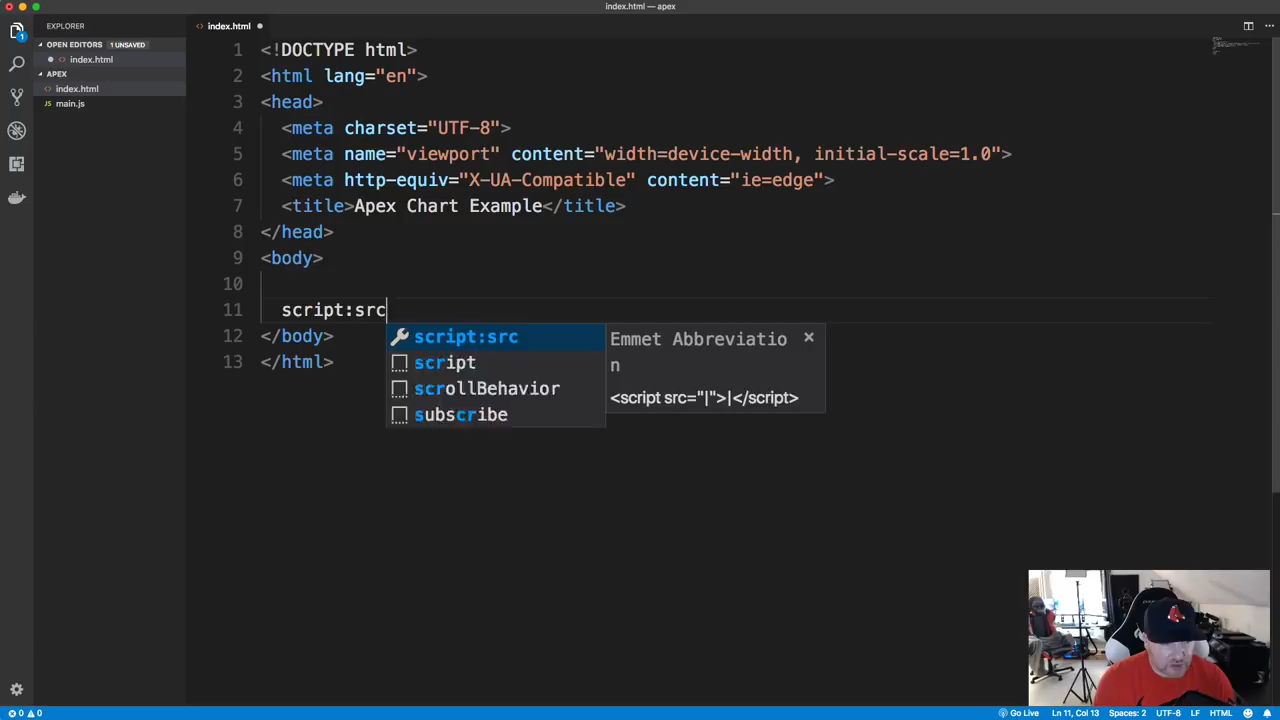 index.html — apex
EXPLORER
index.html
OPEN EDITORS 1 UNSAVED
index.html
APEX
index.html
JS main.js
1
1 <!DOCTYPE html>
2 <html lang="en">
3 <head>
4 <meta charset="UTF-8">
5 <meta name="viewport" content="width=device-width, initial-scale=1.0">
6 <meta http-equiv="X-UA-Compatible" content="ie=edge">
7 <title>Apex Chart Example</title>
8 </head>
9 <body>
10
11 script:src
12 </body>
13 </html>
script:src
script
scrollBehavior
subscribe
Emmet Abbreviatio
n
<script src="|">|</script>
0 0
Go Live Ln 11, Col 13 Spaces: 2 UTF-8 LF HTML